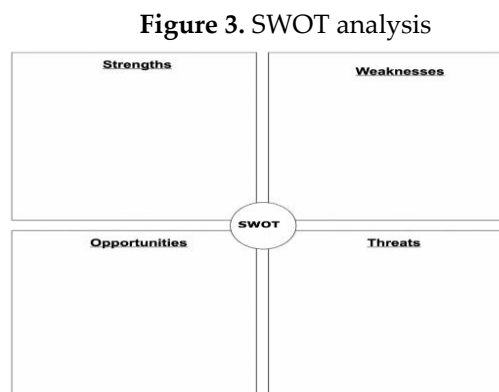 Figure 3. SWOT analysis
Strengths
Weaknesses
SWOT
Opportunities
Threats